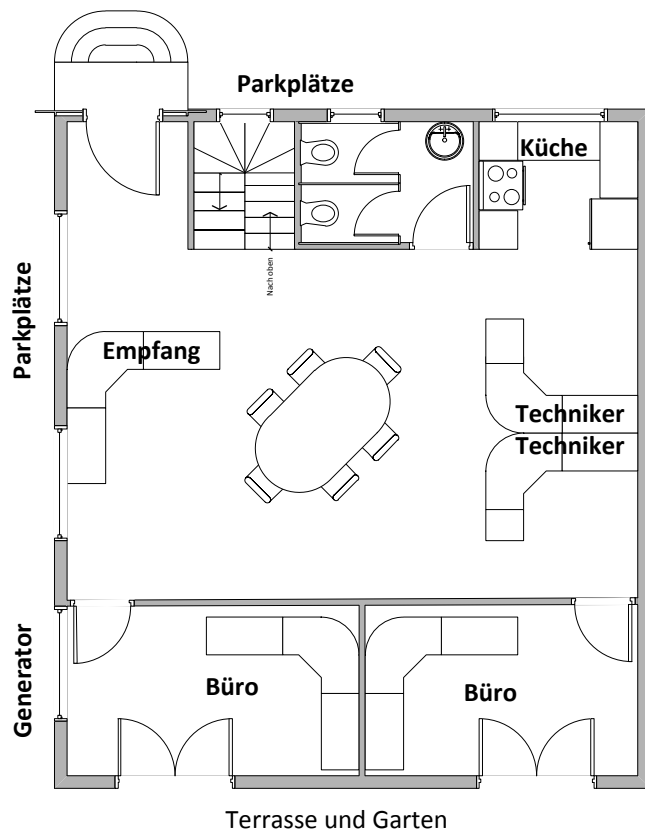 Parkplätze
Küche
Nach oben
Parkplätze
Empfang
Techniker
Techniker
Generator
Büro
Büro
Terrasse und Garten